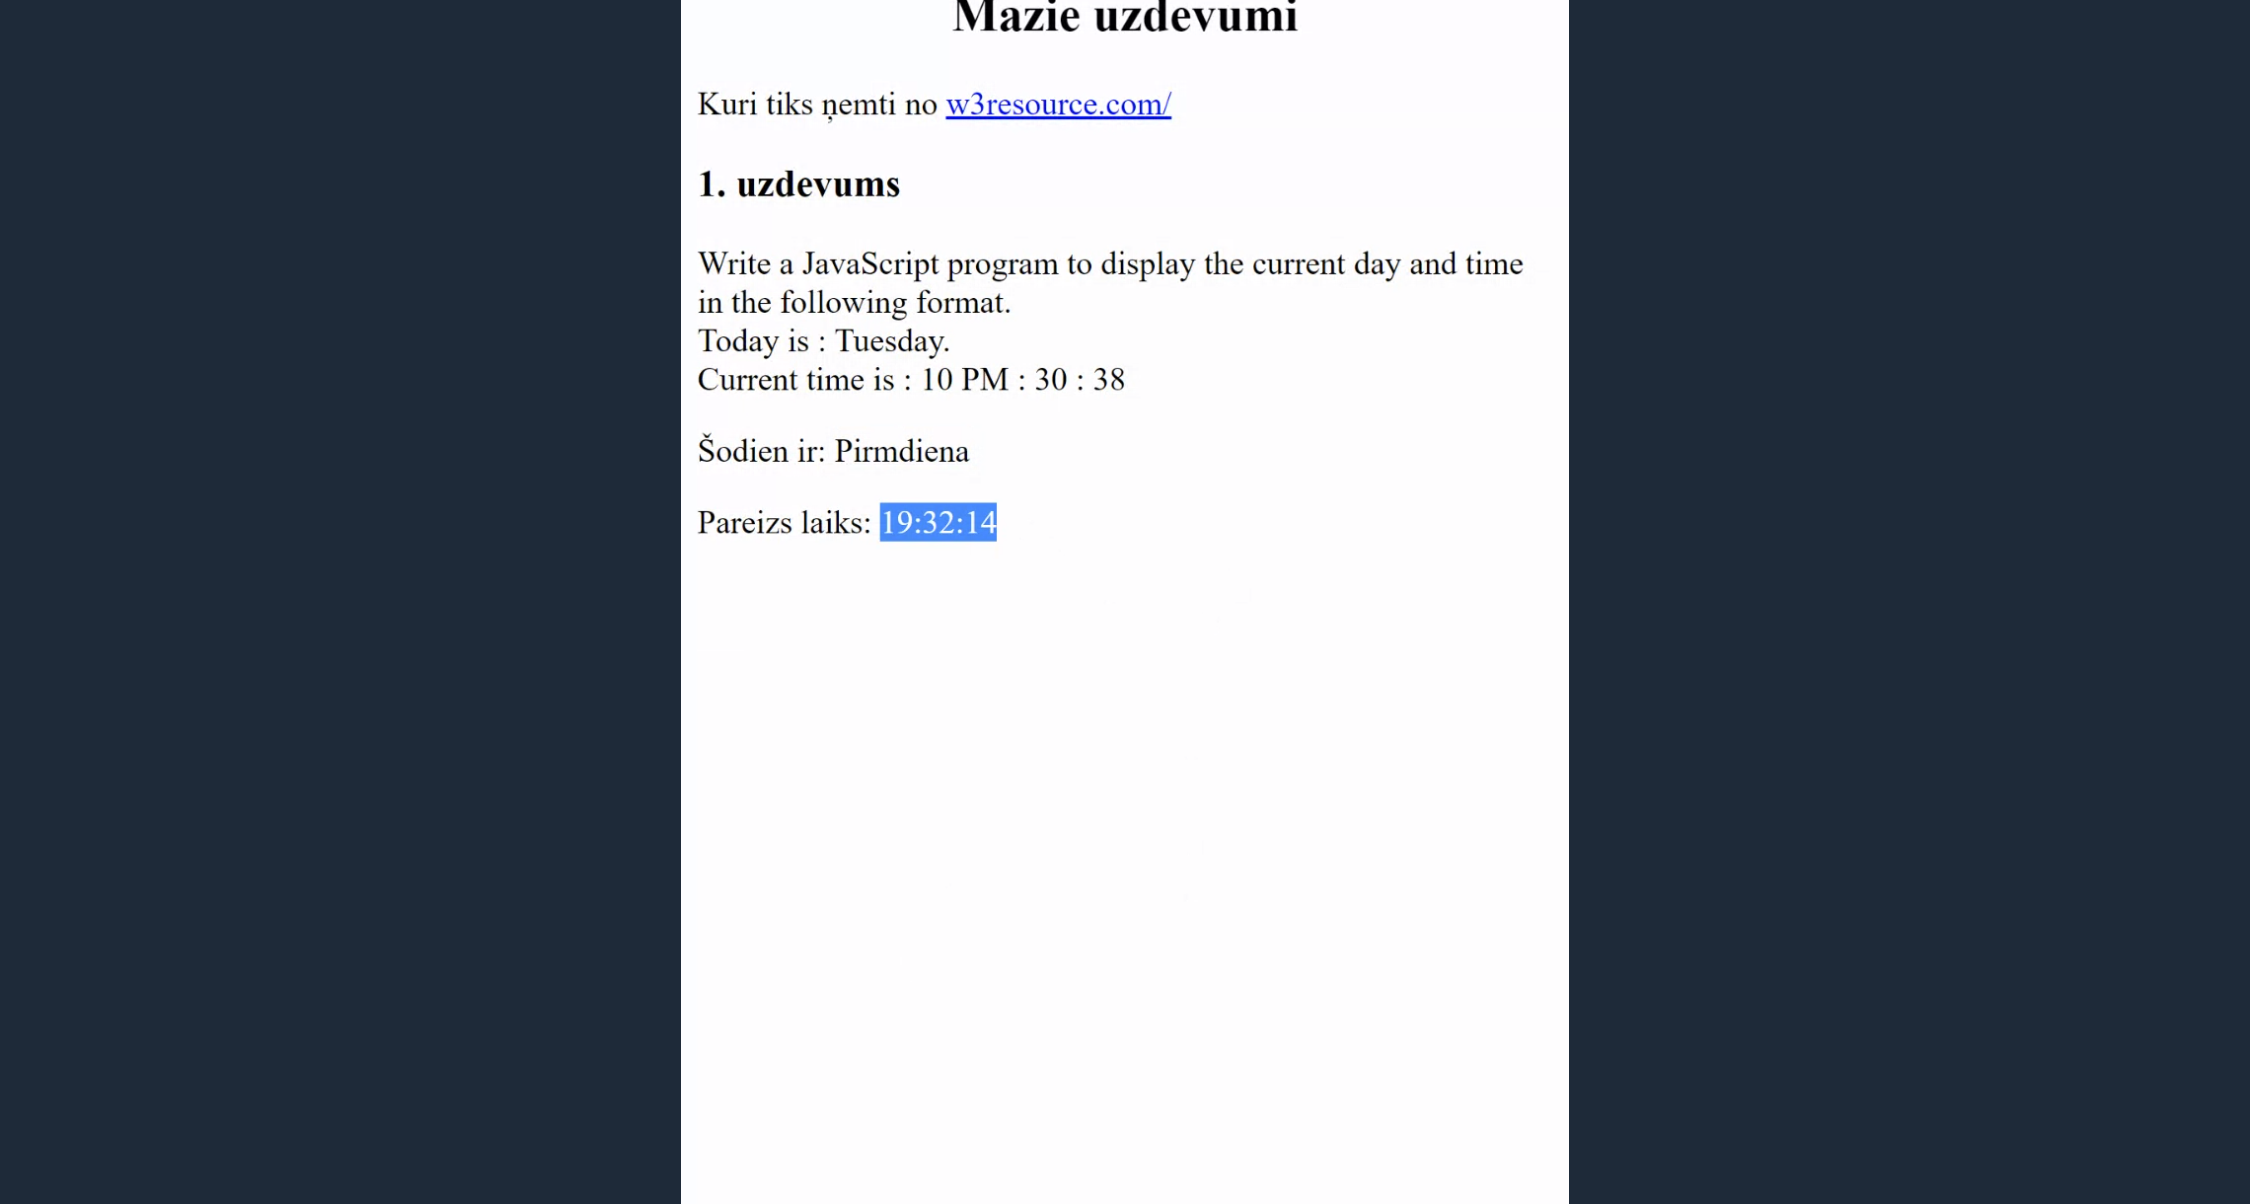 Mazie uzdevumi
Kuri tiks ņemti no w3resource.com/
1. uzdevums
Write a JavaScript program to display the current day and time
in the following format.
Today is : Tuesday.
Current time is : 10 PM : 30 : 38
Šodien ir: Pirmdiena
Pareizs laiks: 19:32:14